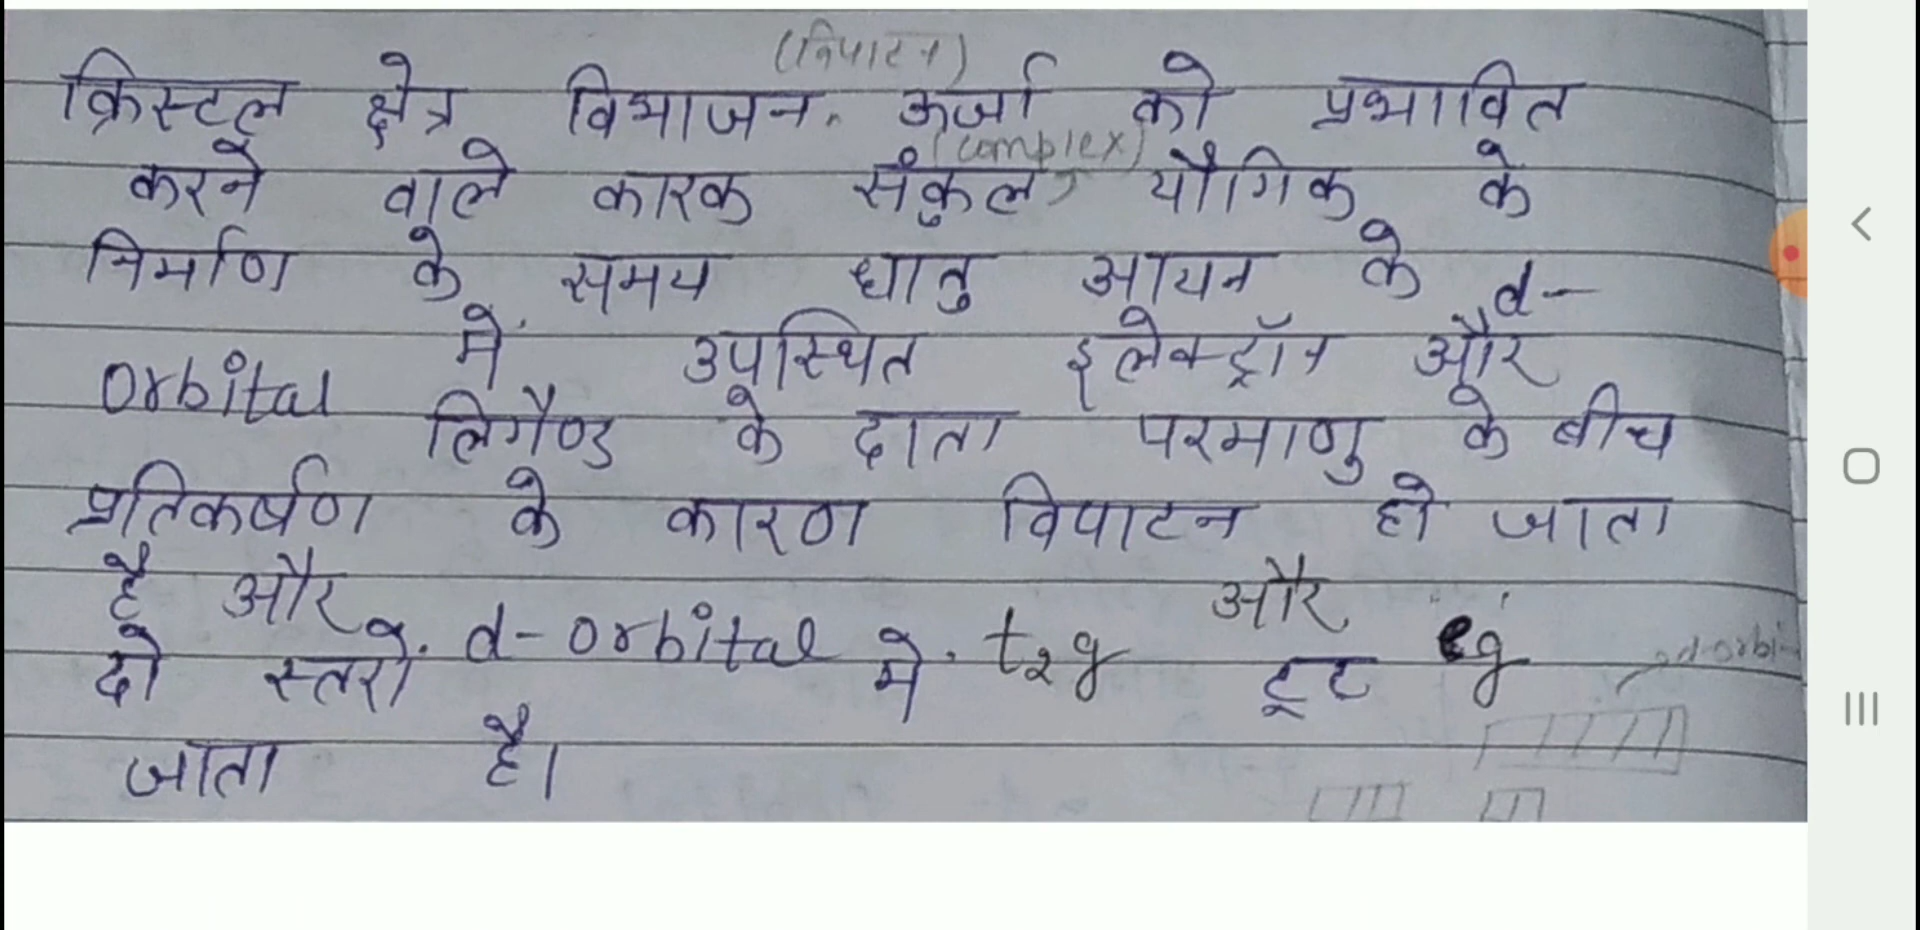 (विपाटन)
क्रिस्टल क्षेत्र विभाजन ऊर्जा को प्रभावित
(complex)
करने वाले कारक संकुल यौगिक के
निर्माण के समय धातु आयन के d-
orbital में उपस्थित इलेक्ट्रॉन और
लिगैण्ड के दाता परमाणु के बीच
प्रतिकर्षण के कारण विपाटन हो जाता
है और d-orbital t2g और eg
दो स्तरों में टूट
d-orbi-
जाता है।